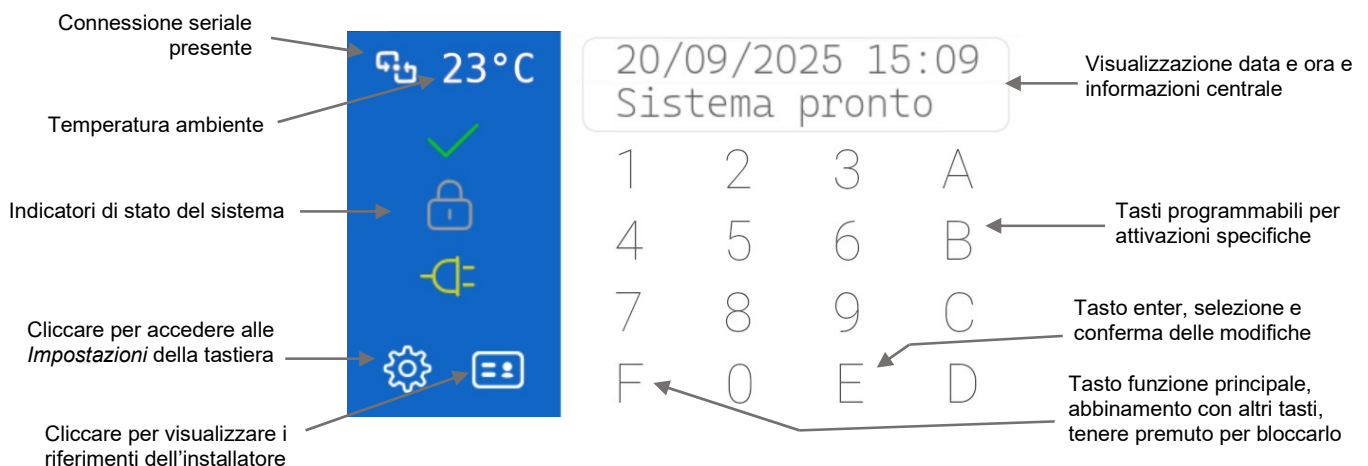 Connessione seriale
presente
Temperatura ambiente
Indicatori di stato del sistema
Cliccare per accedere alle
Impostazioni della tastiera
Cliccare per visualizzare i
riferimenti dell'installatore
23°C
20/09/2025 15:09
Sistema pronto
1 2 3 A
4 5 6 B
7 8 9 C
F 0 E D
Visualizzazione data e ora e
informazioni centrale
Tasti programmabili per
attivazioni specifiche
Tasto enter, selezione e
conferma delle modifiche
Tasto funzione principale,
abbinamento con altri tasti,
tenere premuto per bloccarlo